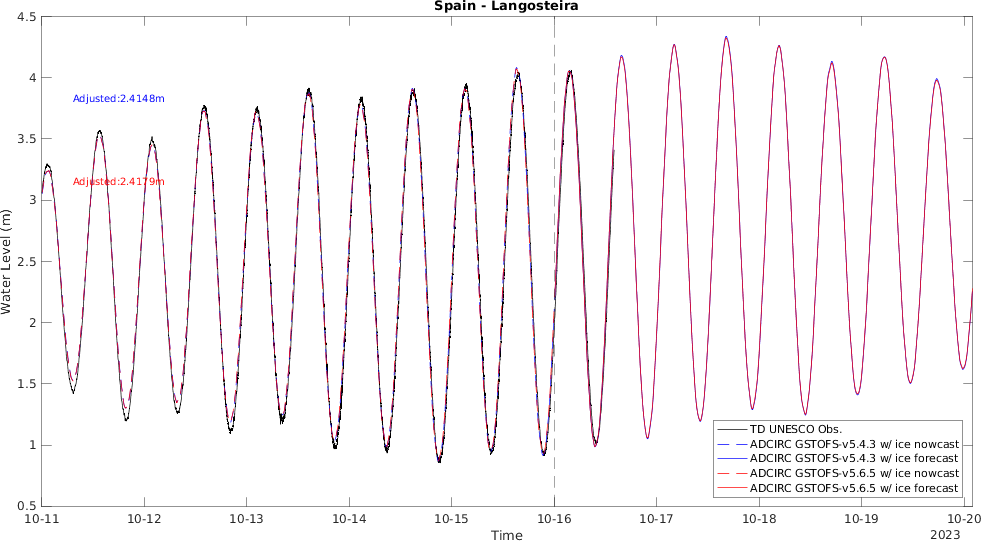 Spain - Langosteira
4.5
4
3.5
3
2.5
2
1.5
1
0.5
Water Level (m)
Adjusted:2.4148m
Adjusted:2.4179m
TD UNESCO Obs.
ADCIRC GSTOFS-v5.4.3 w/ ice nowcast
ADCIRC GSTOFS-v5.4.3 w/ ice forecast
ADCIRC GSTOFS-v5.6.5 w/ ice nowcast
ADCIRC GSTOFS-v5.6.5 w/ ice forecast
10-11 10-12 10-13 10-14 10-15 10-16 10-17 10-18 10-19 10-20
Time
2023